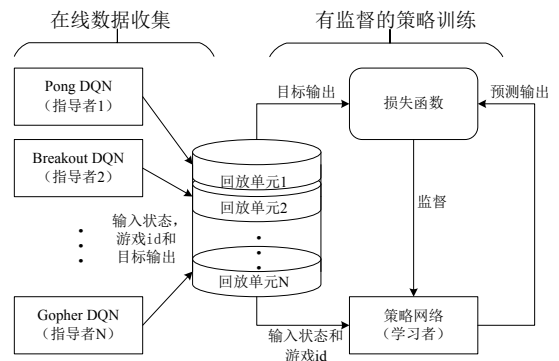 在线数据收集
有监督的策略训练
Pong DQN
（指导者1）
Breakout DQN
（指导者2）
Gopher DQN
（指导者N）
输入状态，
游戏id和
目标输出
回放单元1
回放单元2
回放单元N
目标输出
损失函数
预测输出
监督
策略网络
（学习者）
输入状态和
游戏id